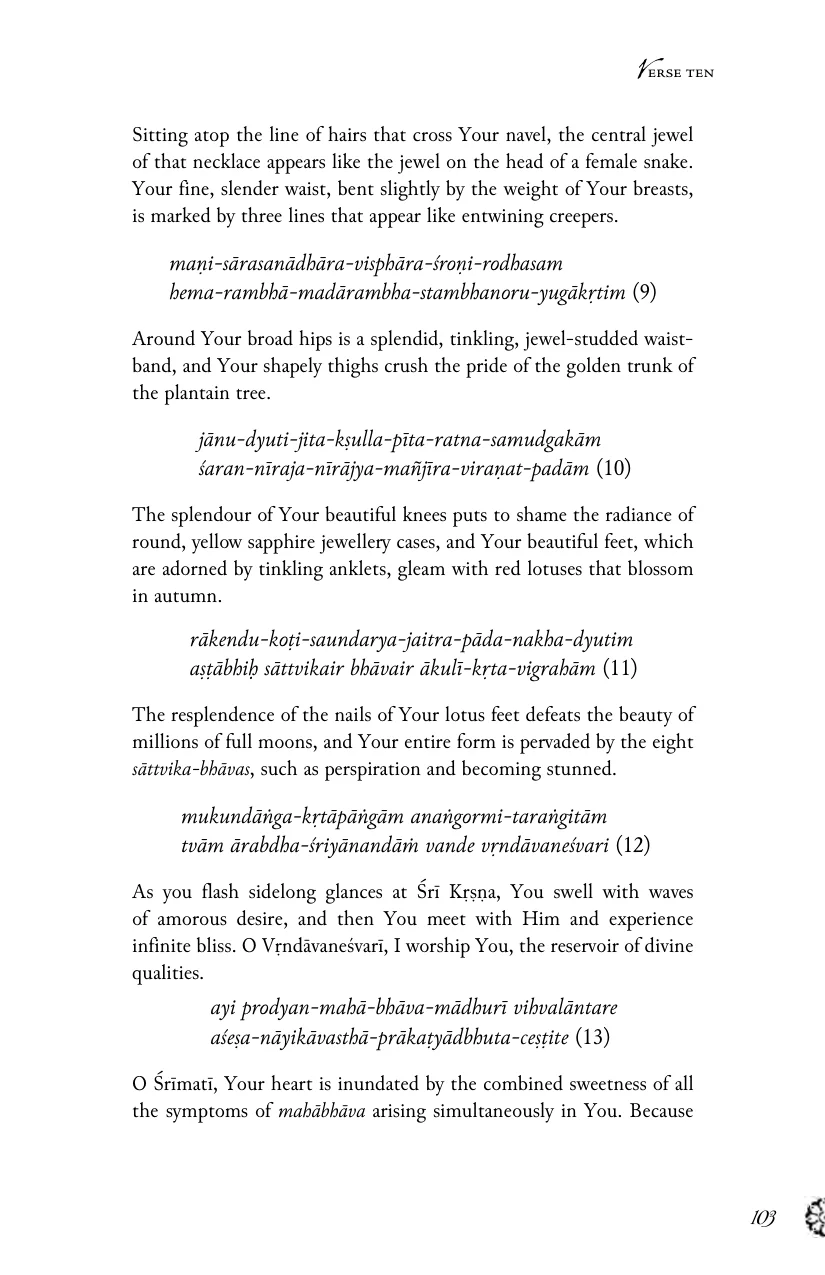 VERSE TEN
Sitting atop the line of hairs that cross Your navel, the central jewel
of that necklace appears like the jewel on the head of a female snake.
Your fine, slender waist, bent slightly by the weight of Your breasts,
is marked by three lines that appear like entwining creepers.
maṇi-sārasanādhāra-visphāra-śroṇi-rodhasam
hema-rambhā-madārambha-stambhanoru-yugākṛtim (9)
Around Your broad hips is a splendid, tinkling, jewel-studded waist-
band, and Your shapely thighs crush the pride of the golden trunk of
the plantain tree.
jānu-dyuti-jita-kṣulla-pīta-ratna-samudgakām
śaran-nīraja-nīrājya-mañjīra-viraṇat-padām (10)
The splendour of Your beautiful knees puts to shame the radiance of
round, yellow sapphire jewellery cases, and Your beautiful feet, which
are adorned by tinkling anklets, gleam with red lotuses that blossom
in autumn.
rākendu-koṭi-saundarya-jaitra-pāda-nakha-dyutim
aṣṭābhiḥ sāttvikair bhāvair ākulī-kṛta-vigrahām (11)
The resplendence of the nails of Your lotus feet defeats the beauty of
millions of full moons, and Your entire form is pervaded by the eight
sāttvika-bhāvas, such as perspiration and becoming stunned.
mukundāṅga-kṛtāpāṅgām anaṅgormi-taraṅgitām
tvām ārabdha-śriyānandāṁ vande vṛndāvaneśvari (12)
As you flash sidelong glances at Śrī Kṛṣṇa, You swell with waves
of amorous desire, and then You meet with Him and experience
infinite bliss. O Vṛndāvaneśvarī, I worship You, the reservoir of divine
qualities.
ayi prodyan-mahā-bhāva-mādhurī vihvalāntare
aśeṣa-nāyikāvasthā-prākaṭyādbhuta-ceṣṭite (13)
O Śrīmatī, Your heart is inundated by the combined sweetness of all
the symptoms of mahābhāva arising simultaneously in You. Because
103